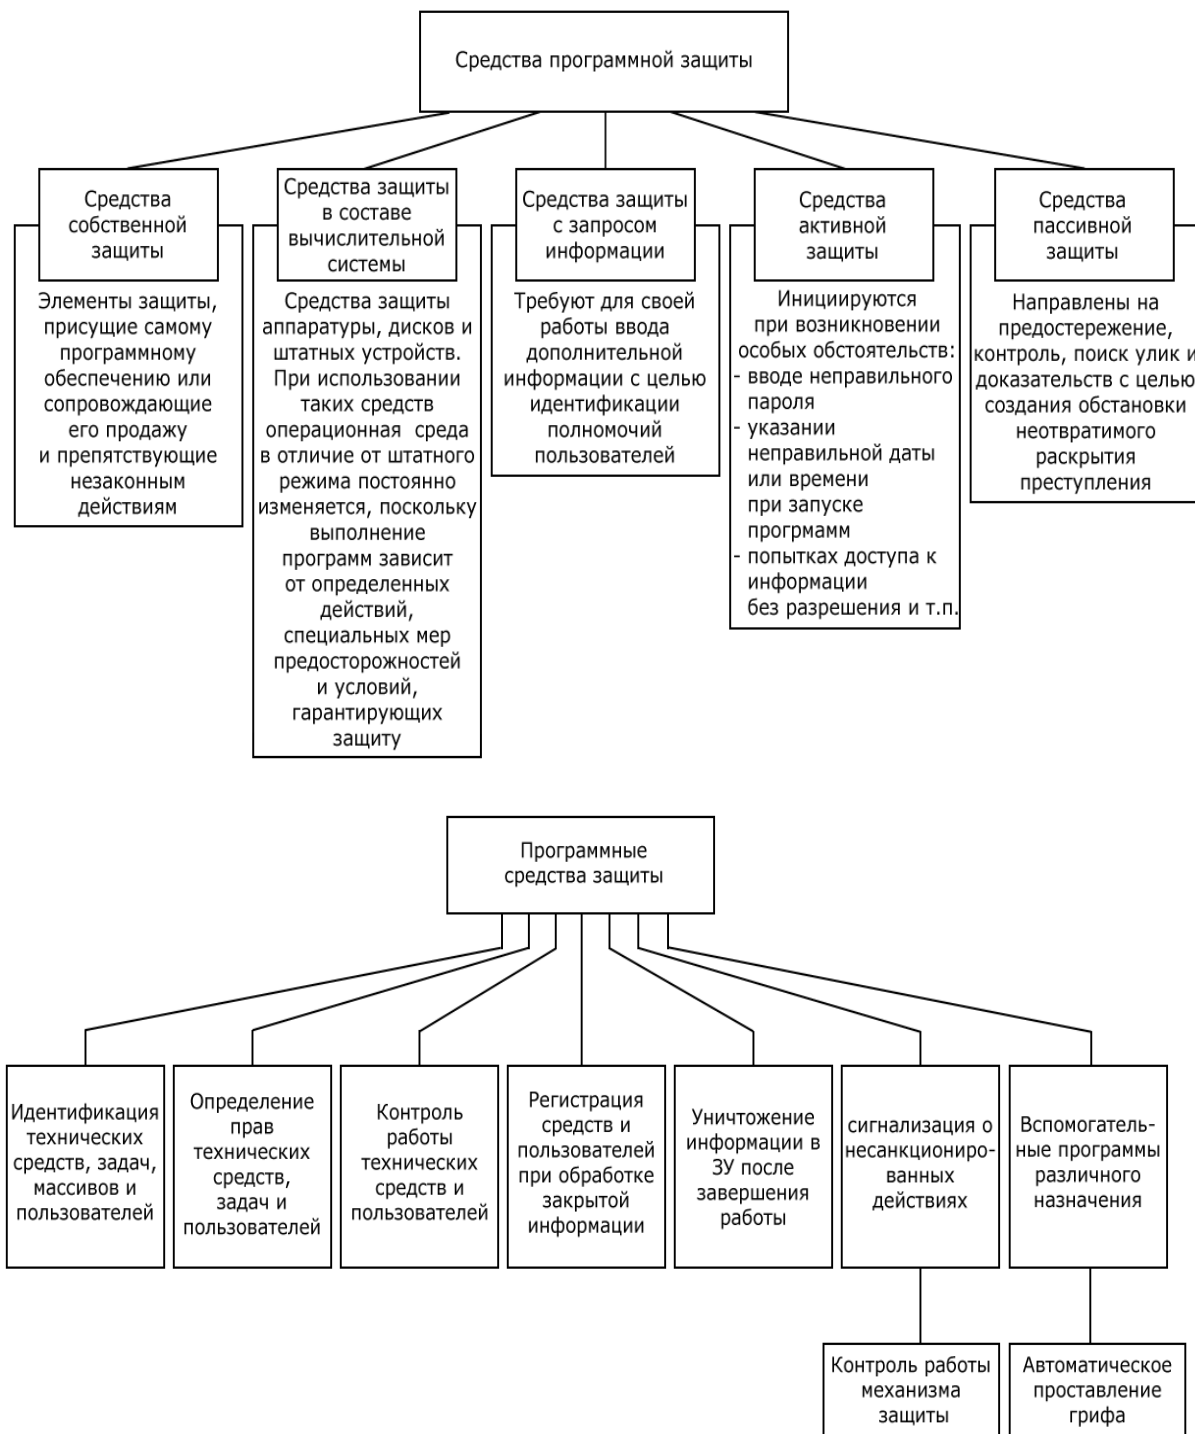 Средства программной защиты
Средства
собственной
защиты
Элементы защиты,
присущие самому
программному
обеспечению или
сопровождающие
его продажу
и препятствующие
незаконным
действиям
Средства защиты
в составе
вычислительной
системы
Средства защиты
аппаратуры, дисков и
штатных устройств.
При использовании
таких средств
операционная среда
в отличие от штатного
режима постоянно
изменяется, поскольку
выполнение
программ зависит
от определенных
действий,
специальных мер
предосторожностей
и условий,
гарантирующих
защиту
Средства защиты
с запросом
информации
Требуют для своей
работы ввода
дополнительной
информации с целью
идентификации
полномочий
пользователей
Средства
активной
защиты
Инициируются
при возникновении
особых обстоятельств:
- вводе неправильного
пароля
- указании
неправильной даты
или времени
при запуске
прогрмамм
- попытках доступа к
информации
без разрешения и т.п.
Средства
пассивной
защиты
Направлены на
предостережение,
контроль, поиск улик и
доказательств с целью
создания обстановки
неотвратимого
раскрытия
преступления
Программные
средства защиты
Идентификация
технических
средств, задач,
массивов и
пользователей
Определение
прав
технических
средств,
задач и
пользователей
Контроль
работы
технических
средств и
пользователей
Регистрация
средств и
пользователей
при обработке
закрытой
информации
Уничтожение
информации в
ЗУ после
завершения
работы
сигнализация о
несанкциониро-
ванных
действиях
Вспомогатель-
ные программы
различного
назначения
Контроль работы
механизма
защиты
Автоматическое
проставление
грифа